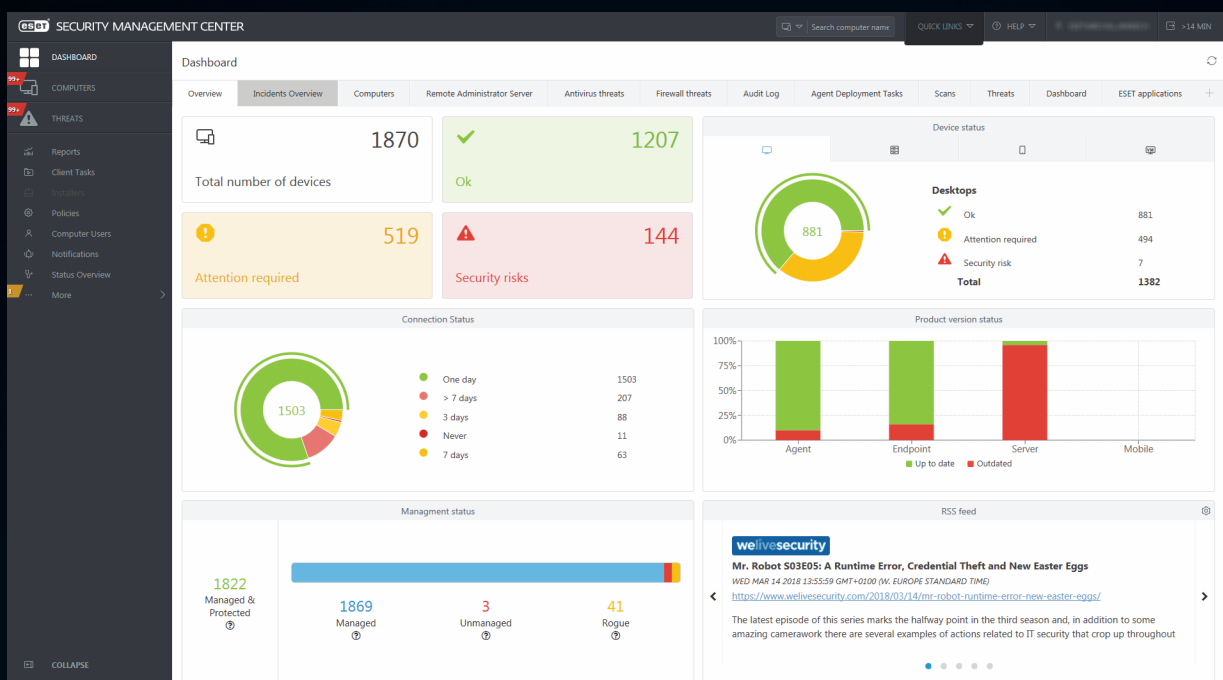 eset SECURITY MANAGEMENT CENTER
Search computer name
QUICK LINKS
HELP
>14 MIN
DASHBOARD
99+
COMPUTERS
99+
THREATS
Reports
Client Tasks
Installers
Policies
Computer Users
Notifications
Status Overview
More
COLLAPSE
Dashboard
Overview
Incidents Overview
Computers
Remote Administrator Server
Antivirus threats
Firewall threats
Audit Log
Agent Deployment Tasks
Scans
Threats
Dashboard
ESET applications
1870
Total number of devices
1207
Ok
519
Attention required
144
Security risks
Device status
881
Desktops
Ok 881
Attention required 494
Security risk 7
Total 1382
Connection Status
1503
One day 1503
> 7 days 207
3 days 88
Never 11
7 days 63
Product version status
100%
75%
50%
25%
0%
Agent Endpoint Server Mobile
Up to date Outdated
Managment status
1822
Managed &
Protected
1869
Managed
3
Unmanaged
41
Rogue
RSS feed
welivesecurity
Mr. Robot S03E05: A Runtime Error, Credential Theft and New Easter Eggs
WED MAR 14 2018 13:55:59 GMT+0100 (W. EUROPE STANDARD TIME)
https://www.welivesecurity.com/2018/03/14/mr-robot-runtime-error-new-easter-eggs/
The latest episode of this series marks the halfway point in the third season and, in addition to some
amazing camerawork there are several examples of actions related to IT security that crop up throughout